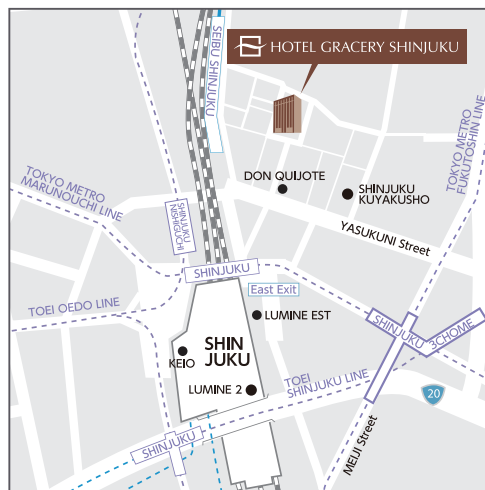 HOTEL GRACERY SHINJUKU
SEIBU SHINJUKU
TOKYO METRO
FUKUTOSHIN LINE
TOKYO METRO
MARUNOUCHI LINE
DON QUIJOTE
SHINJUKU
KUYAKUSHO
SHINJUKU
NISHIGUCHI
YASUKUNI Street
SHINJUKU
East Exit
TOEI OEDO LINE
LUMINE EST
SHINJUKU 3CHOME
SHIN
JUKU
KEIO
LUMINE 2
TOEI
SHINJUKU LINE
20
SHINJUKU
MEIJI Street